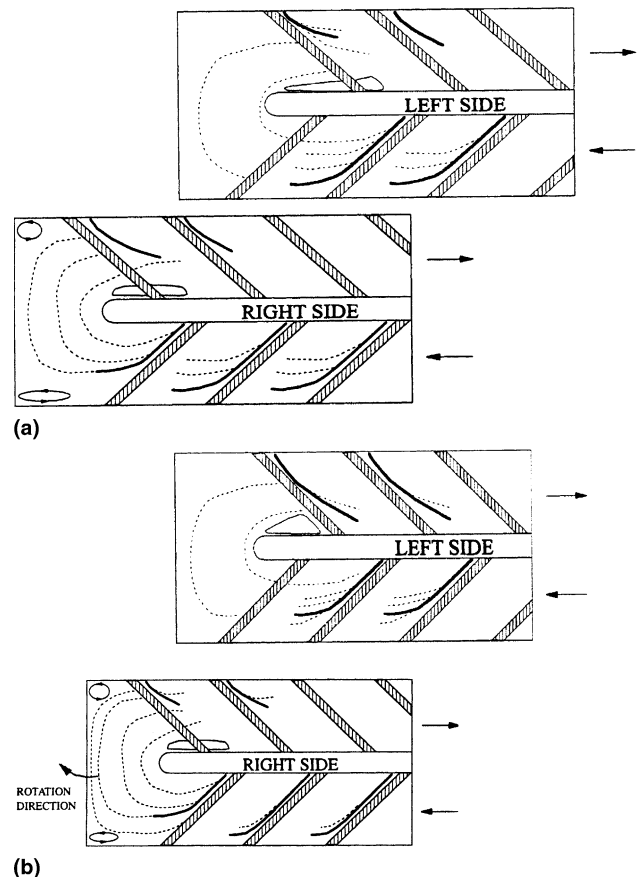 LEFT SIDE
RIGHT SIDE
(a)
LEFT SIDE
RIGHT SIDE
ROTATION
DIRECTION
(b)